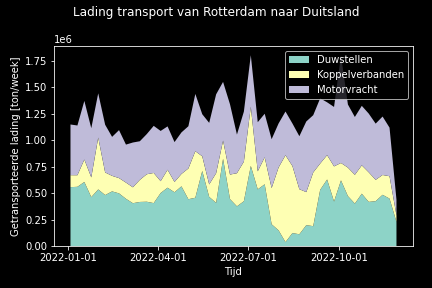 Lading transport van Rotterdam naar Duitsland
1e6
Duwstellen
Koppelverbanden
Motorvracht
1.75
1.50
1.25
1.00
0.75
0.50
0.25
0.00
Getransporteerde lading [ton/week]
2022-01-01 2022-04-01 2022-07-01 2022-10-01
Tijd